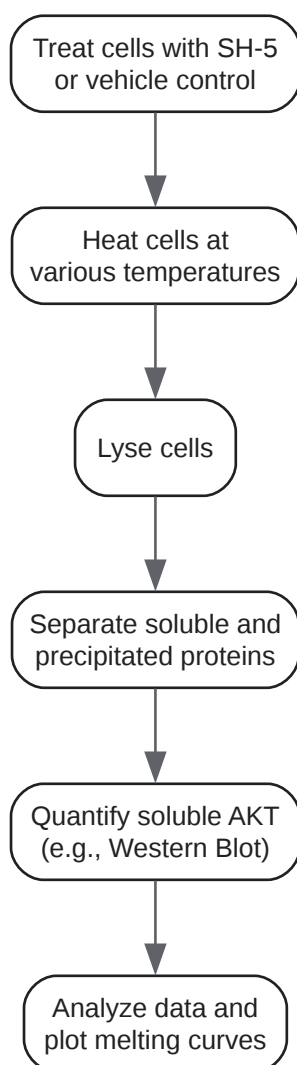 Treat cells with SH-5
or vehicle control
Heat cells at
various temperatures
Lyse cells
Separate soluble and
precipitated proteins
Quantify soluble AKT
(e.g., Western Blot)
Analyze data and
plot melting curves